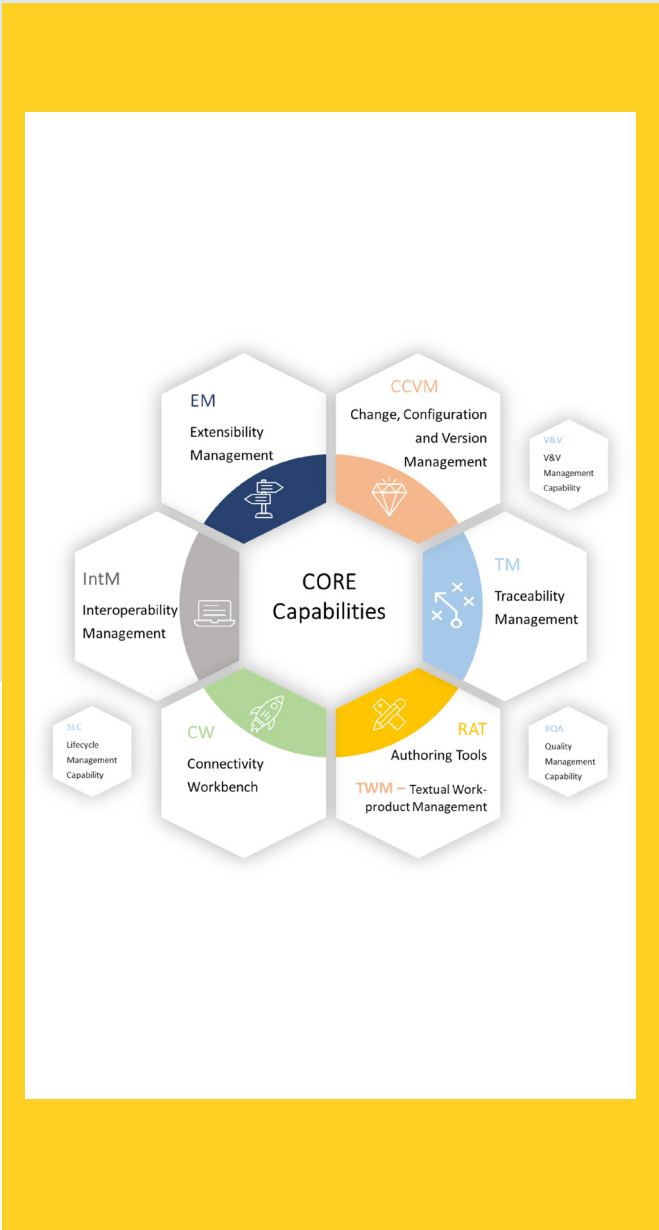 EM
Extensibility
Management
CCVM
Change, Configuration
and Version
Management
V&V
V&V
Management
Capability
IntM
Interoperability
Management
CORE
Capabilities
TM
Traceability
Management
SLC
Lifecycle
Management
Capability
CW
Connectivity
Workbench
RAT
Authoring Tools
TWM – Textual Work-
product Management
RQA
Quality
Management
Capability